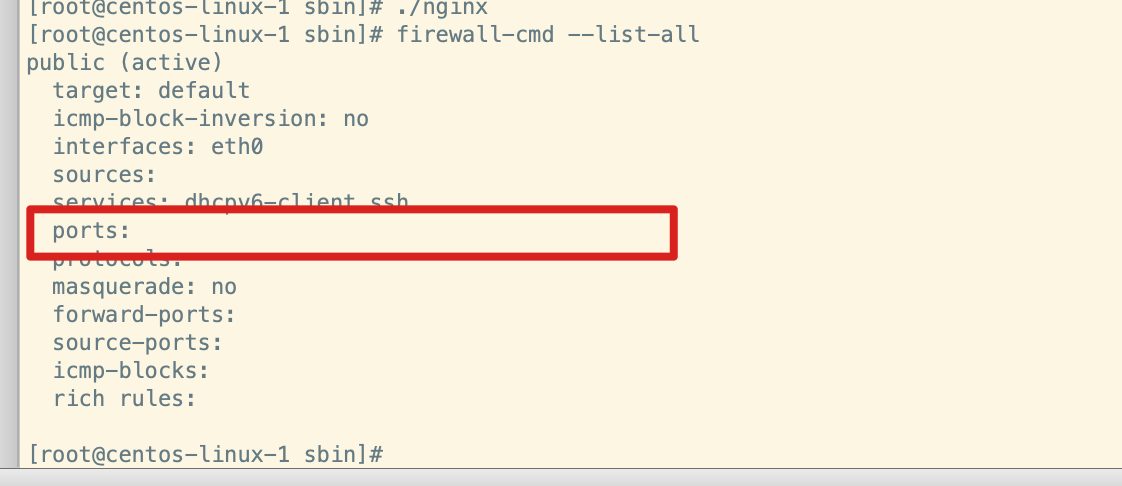 [root@centos-linux-1 sbin]# ./nginx
[root@centos-linux-1 sbin]# firewall-cmd --list-all
public (active)
  target: default
  icmp-block-inversion: no
  interfaces: eth0
  sources:
  services: dhcpv6-client ssh
  ports:
  protocols:
  masquerade: no
  forward-ports:
  source-ports:
  icmp-blocks:
  rich rules:
[root@centos-linux-1 sbin]#